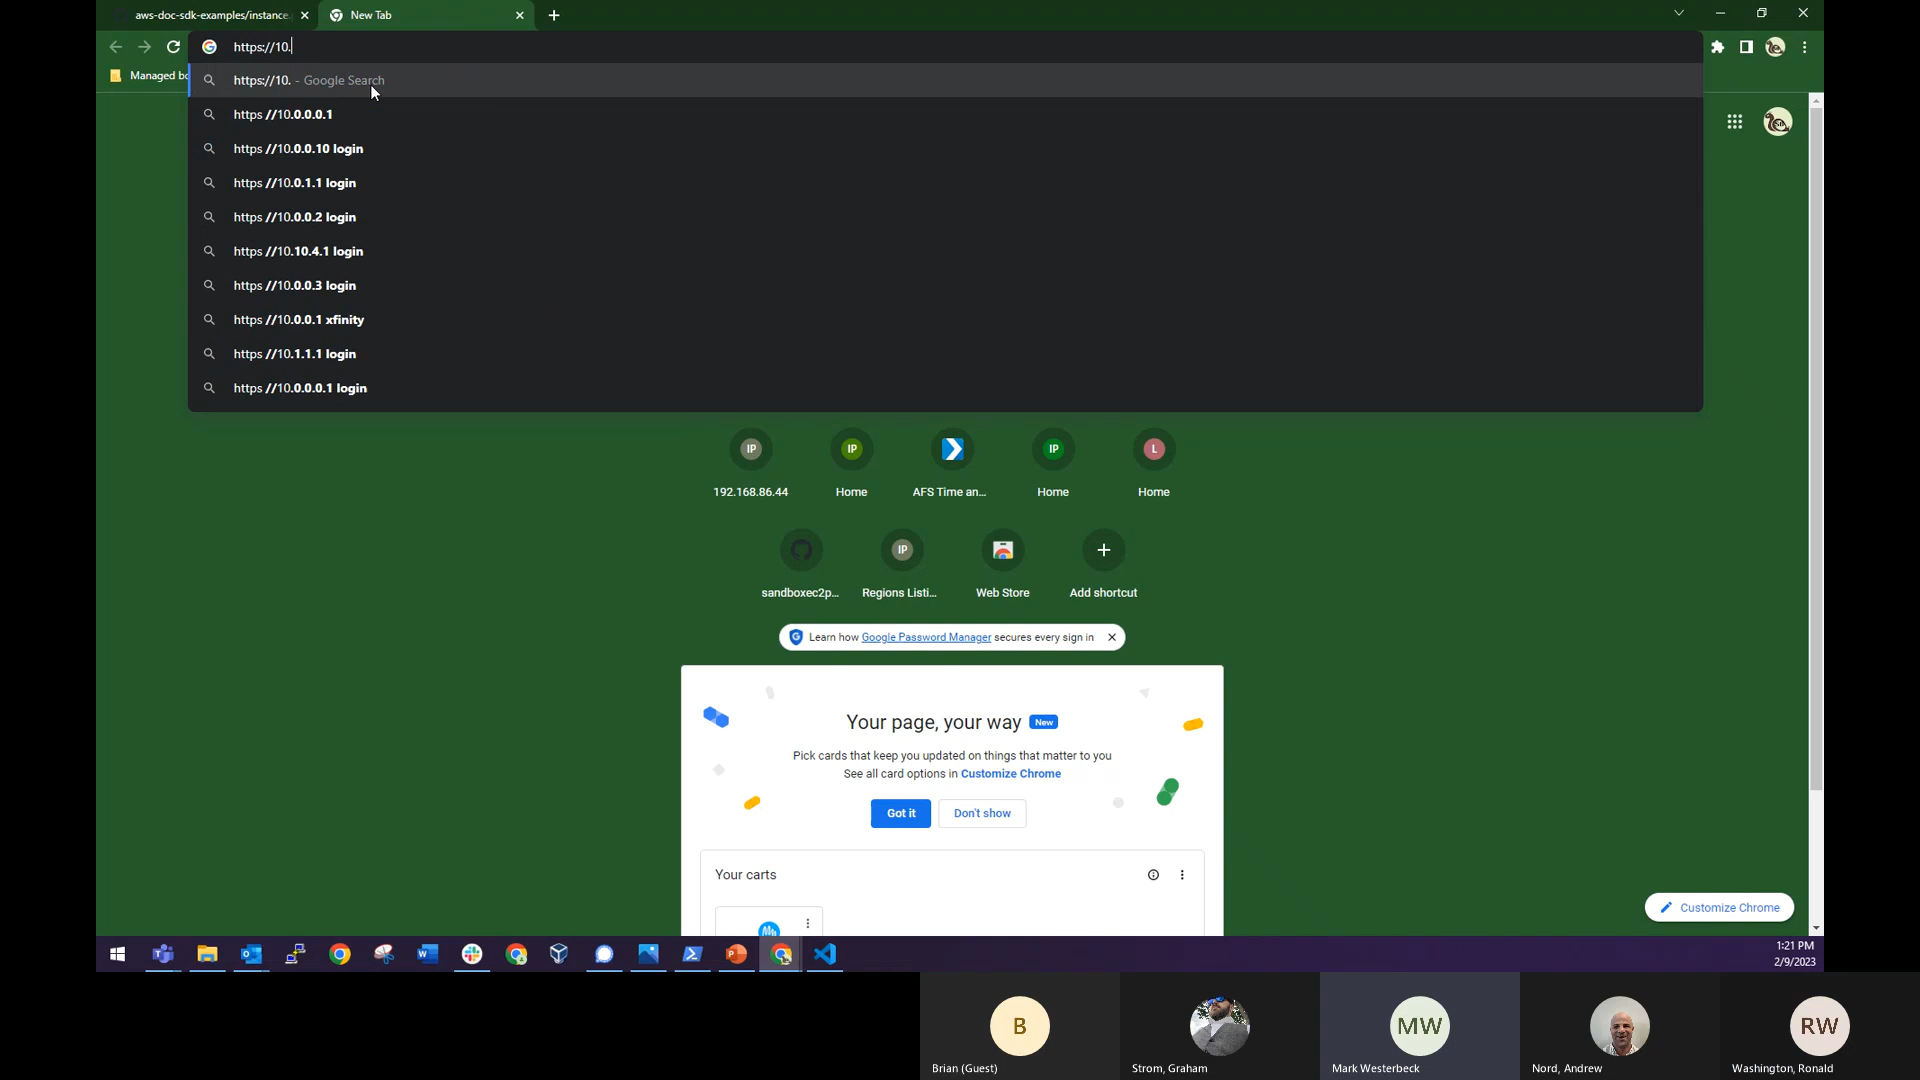 aws-doc-sdk-examples/instance.
New Tab
https://10.
Managed bo
https://10. - Google Search
https //10.0.0.0.1
https //10.0.0.10 login
https //10.0.1.1 login
https //10.0.0.2 login
https //10.10.4.1 login
https //10.0.0.3 login
https //10.0.0.1 xfinity
https //10.1.1.1 login
https //10.0.0.0.1 login
IP
IP
IP
L
192.168.86.44
Home
AFS Time an...
Home
Home
IP
sandboxec2p...
Regions Listi...
Web Store
Add shortcut
Learn how Google Password Manager secures every sign in
Your page, your way New
Pick cards that keep you updated on things that matter to you
See all card options in Customize Chrome
Got it
Don't show
Your carts
Customize Chrome
1:21 PM
2/9/2023
B
MW
RW
Brian (Guest)
Strom, Graham
Mark Westerbeck
Nord, Andrew
Washington, Ronald